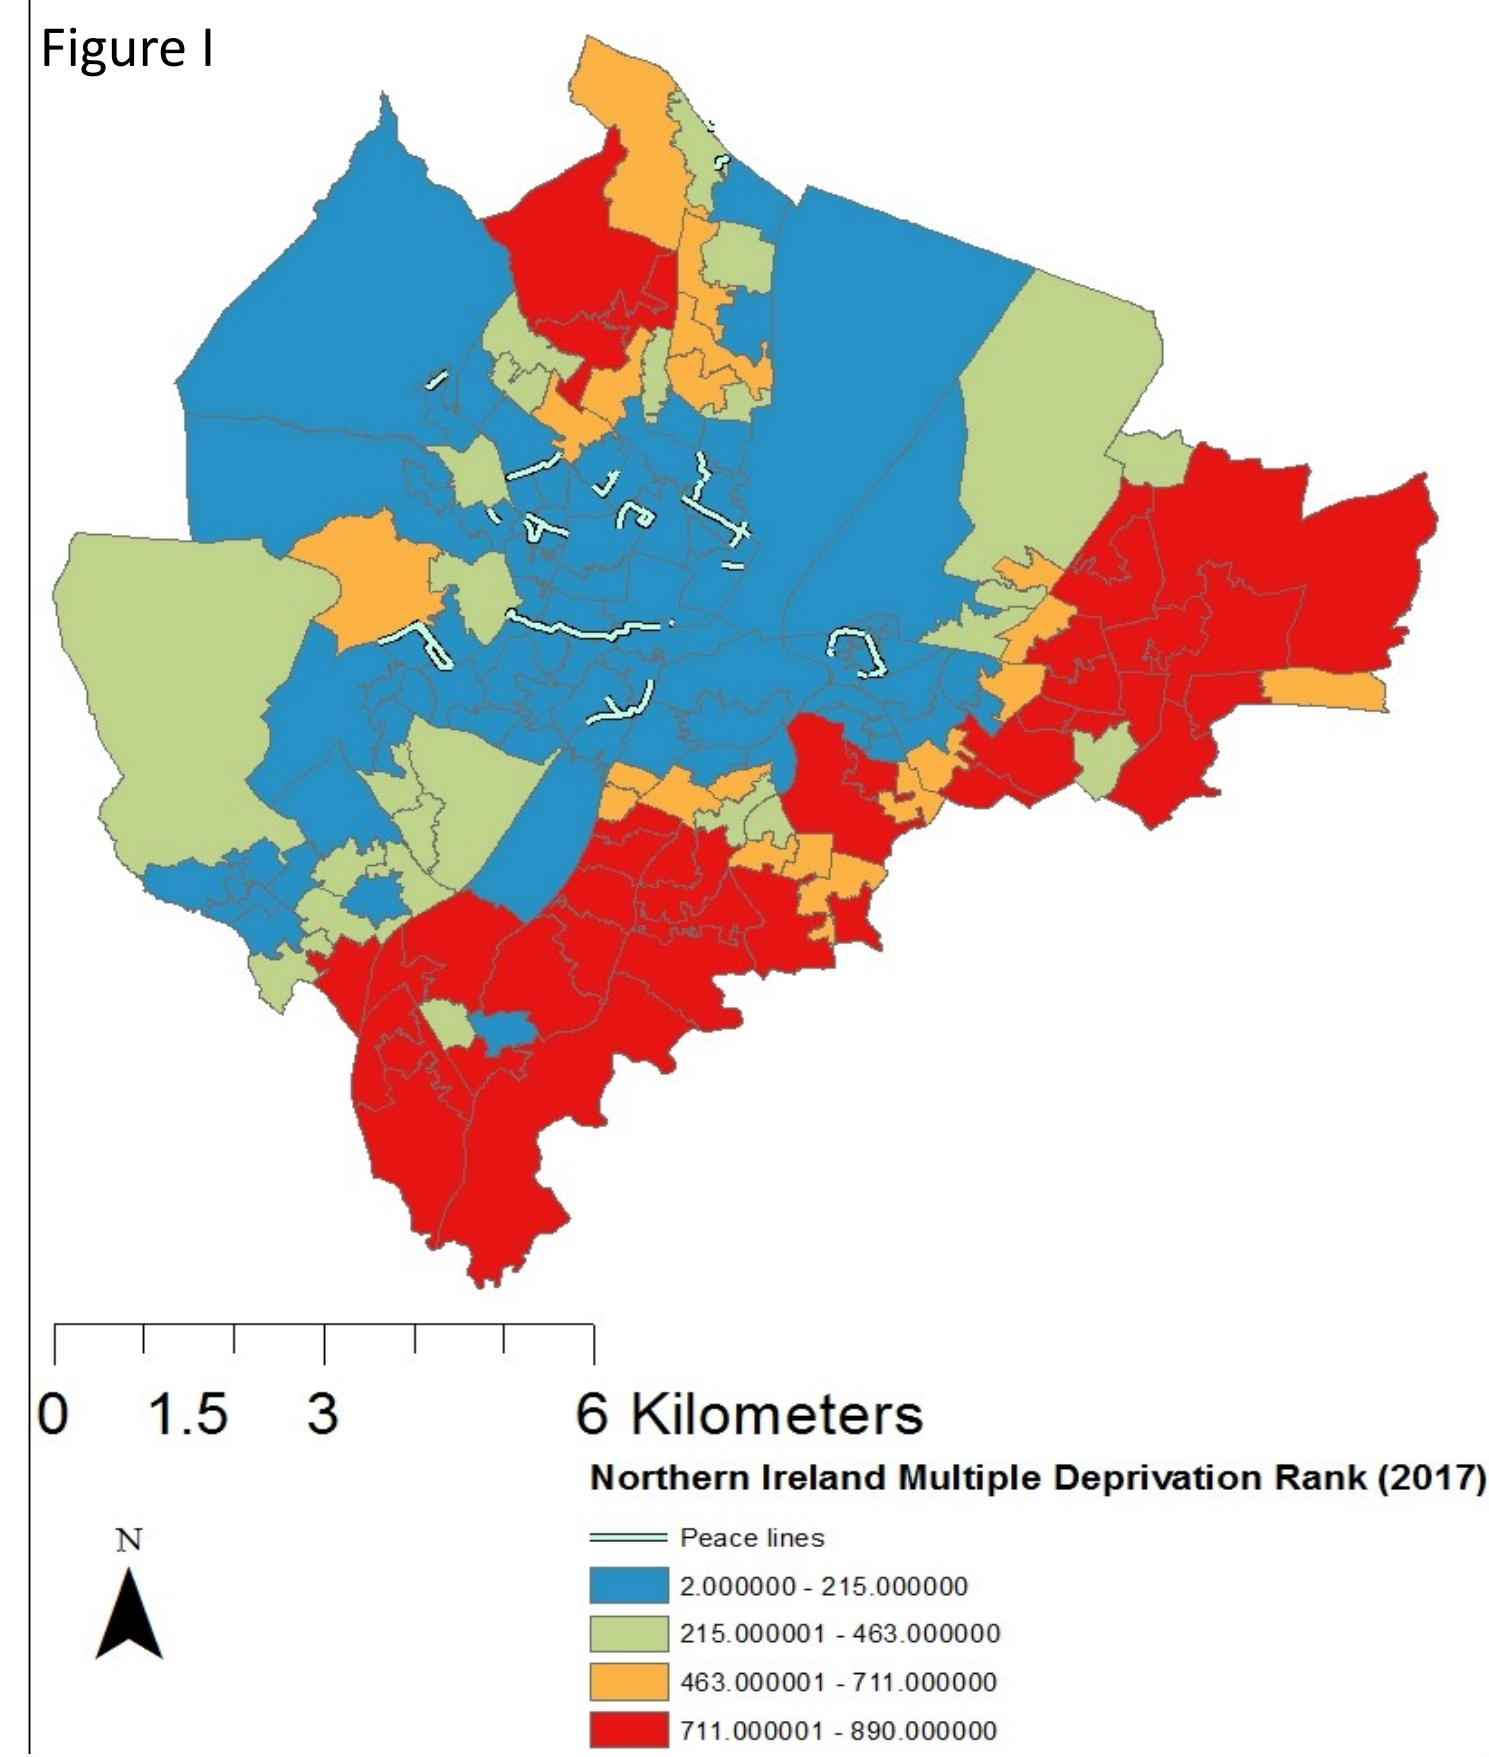 Figure I
0 1.5 3 6 Kilometers
Northern Ireland Multiple Deprivation Rank (2017)
N
Peace lines
2.000000 - 215.000000
215.000001 - 463.000000
463.000001 - 711.000000
711.000001 - 890.000000